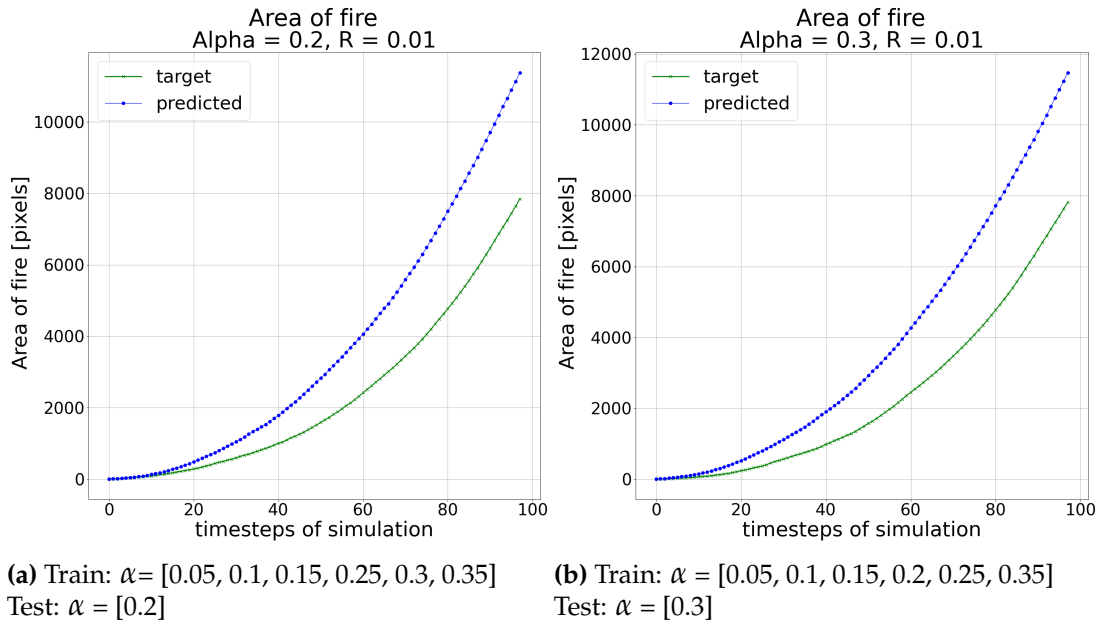 Area of fire
Alpha = 0.2, R = 0.01
target
predicted
Area of fire [pixels]
10000
8000
6000
4000
2000
0
0 20 40 60 80 100
timesteps of simulation
Area of fire
Alpha = 0.3, R = 0.01
target
predicted
Area of fire [pixels]
12000
10000
8000
6000
4000
2000
0
0 20 40 60 80 100
timesteps of simulation
(a) Train: α= [0.05, 0.1, 0.15, 0.25, 0.3, 0.35]
Test: α = [0.2]
(b) Train: α = [0.05, 0.1, 0.15, 0.2, 0.25, 0.35]
Test: α = [0.3]